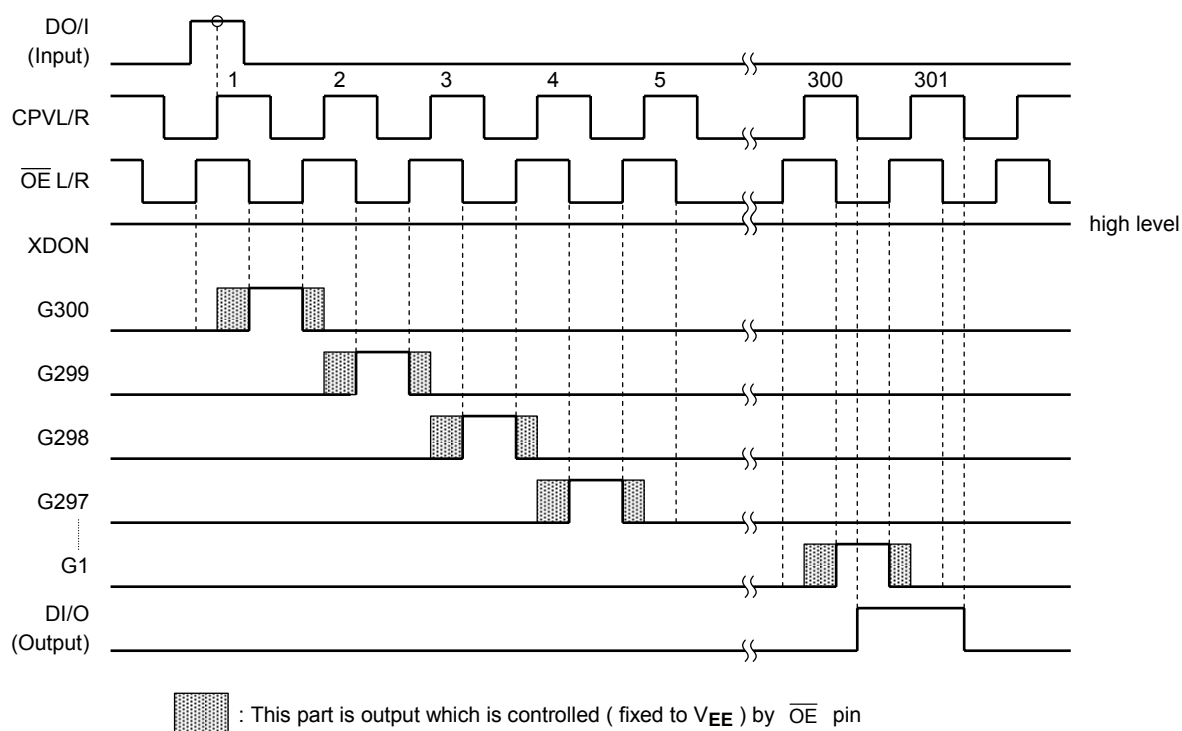 DO/I
(Input)
1 2 3 4 5 300 301
CPVL/R
OE L/R
high level
XDON
G300
G299
G298
G297
G1
DI/O
(Output)
: This part is output which is controlled ( fixed to VEE ) by OE pin